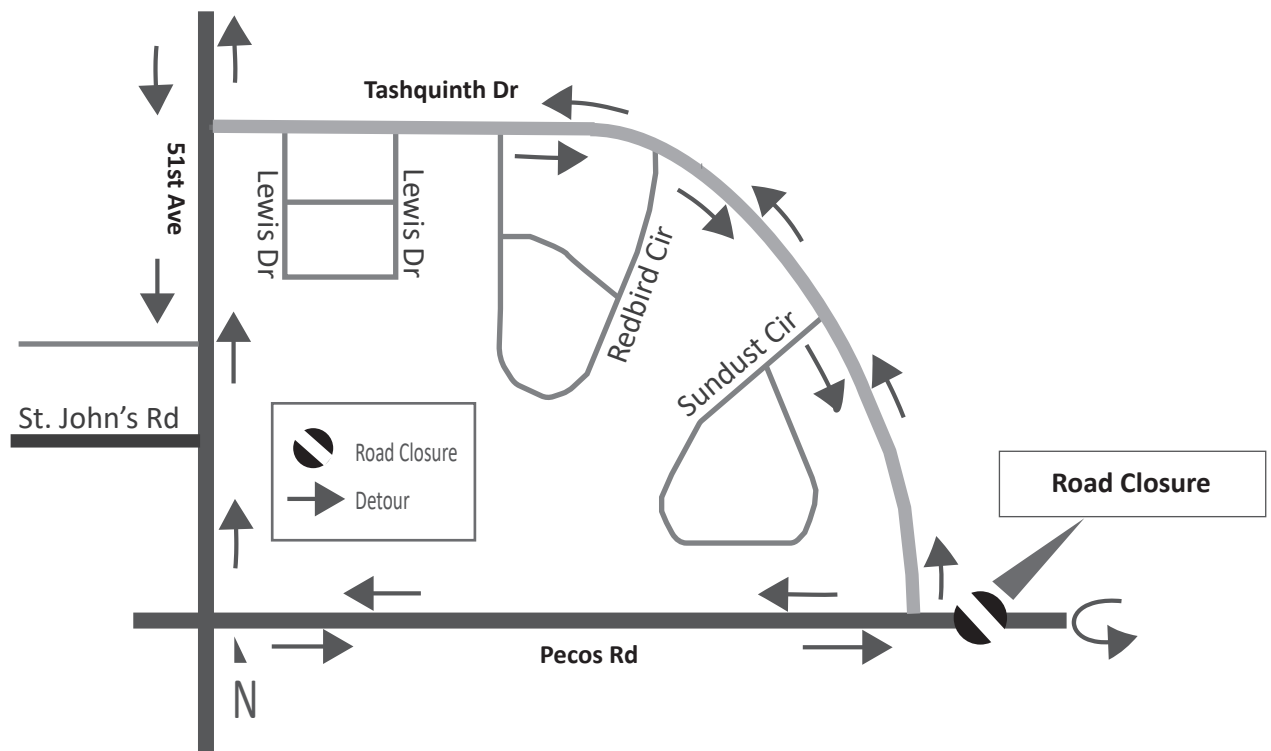 Tashquinth Dr
51st Ave
Lewis Dr
Lewis Dr
Redbird Cir
Sundust Cir
St. John's Rd
Road Closure
Detour
Road Closure
Pecos Rd
N